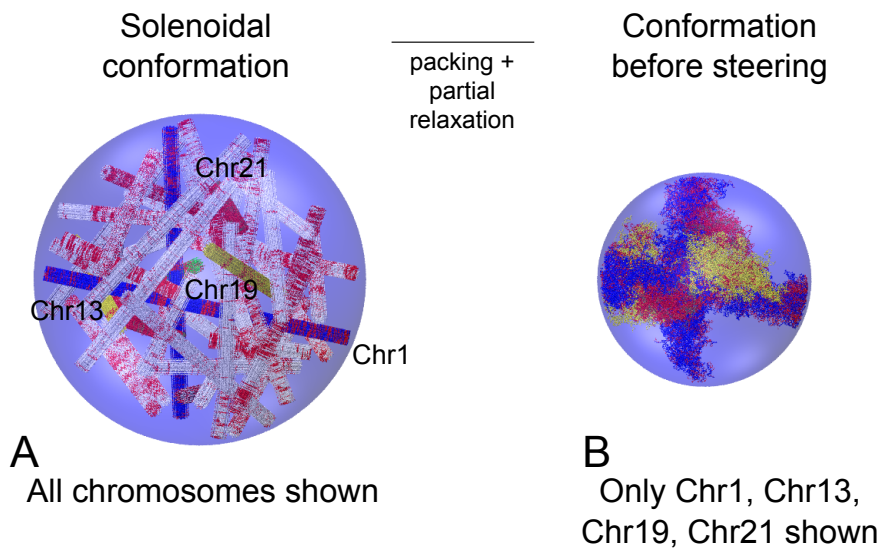 Solenoidal
conformation
packing +
partial
relaxation
Conformation
before steering
Chr21
Chr19
Chr13
Chr1
A
All chromosomes shown
B
Only Chr1, Chr13,
Chr19, Chr21 shown